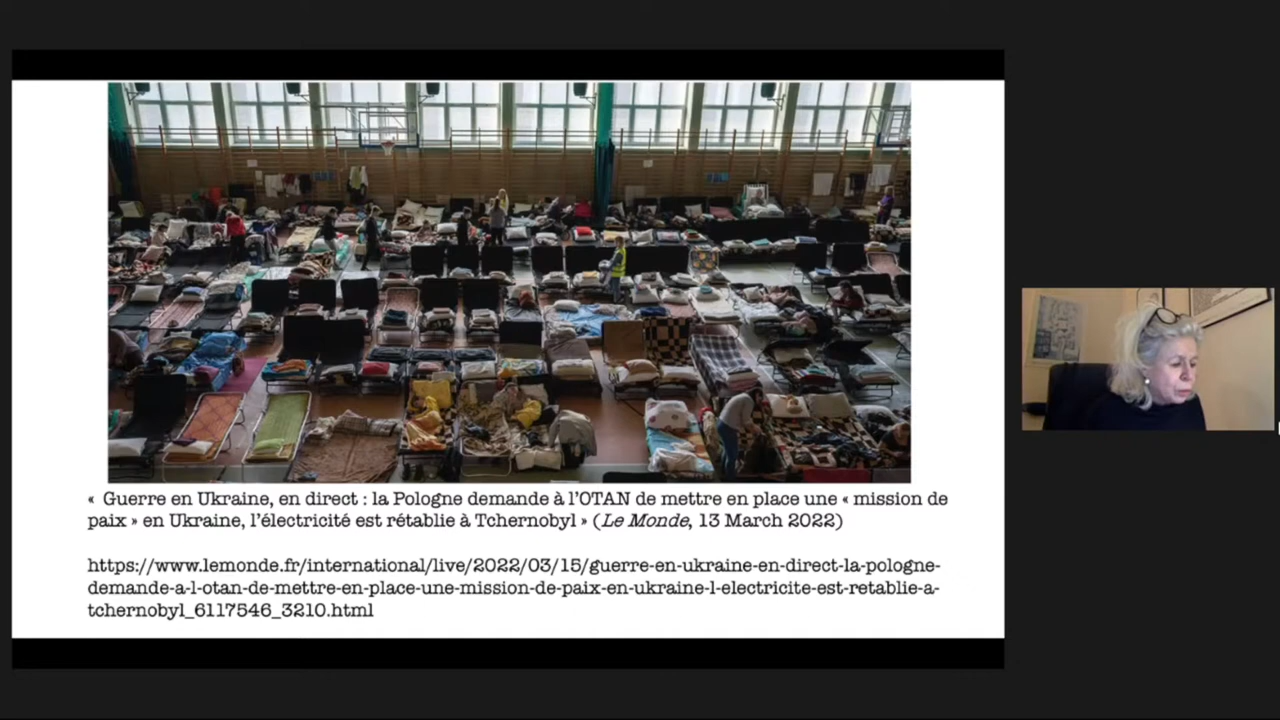 « Guerre en Ukraine, en direct : la Pologne demande à l'OTAN de mettre en place une « mission de
paix » en Ukraine, l'électricité est rétablie à Tchernobyl » (Le Monde, 13 March 2022)
https://www.lemonde.fr/international/live/2022/03/15/guerre-en-ukraine-en-direct-la-pologne-
demande-a-l-otan-de-mettre-en-place-une-mission-de-paix-en-ukraine-l-electricite-est-retablie-a-
tchernobyl_6117546_3210.html